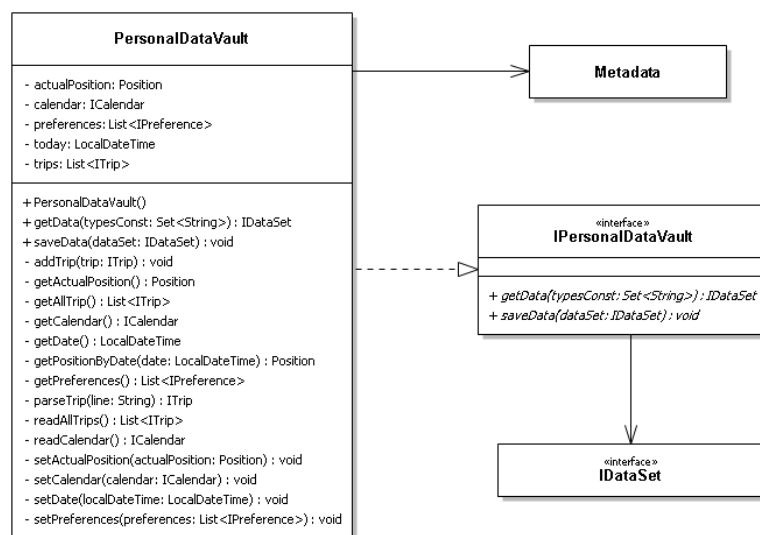 PersonalDataVault
- actualPosition: Position
- calendar: ICalendar
- preferences: List<IPreference>
- today: LocalDateTime
- trips: List<ITrip>
+ PersonalDataVault()
+ getData(typesConst: Set<String>) : IDataSet
+ saveData(dataSet: IDataSet) : void
- addTrip(trip: ITrip) : void
- getActualPosition() : Position
- getAllTrip() : List<ITrip>
- getCalendar() : ICalendar
- getDate() : LocalDateTime
- getPositionByDate(date: LocalDateTime) : Position
- getPreferences() : List<IPreference>
- parseTrip(line: String) : ITrip
- readAllTrips() : List<ITrip>
- readCalendar() : ICalendar
- setActualPosition(actualPosition: Position) : void
- setCalendar(calendar: ICalendar) : void
- setDate(localDateTime: LocalDateTime) : void
- setPreferences(preferences: List<IPreference>) : void
Metadata
«interface»
IPersonalDataVault
+ getData(typesConst: Set<String>) : IDataSet
+ saveData(dataSet: IDataSet) : void
«interface»
IDataSet